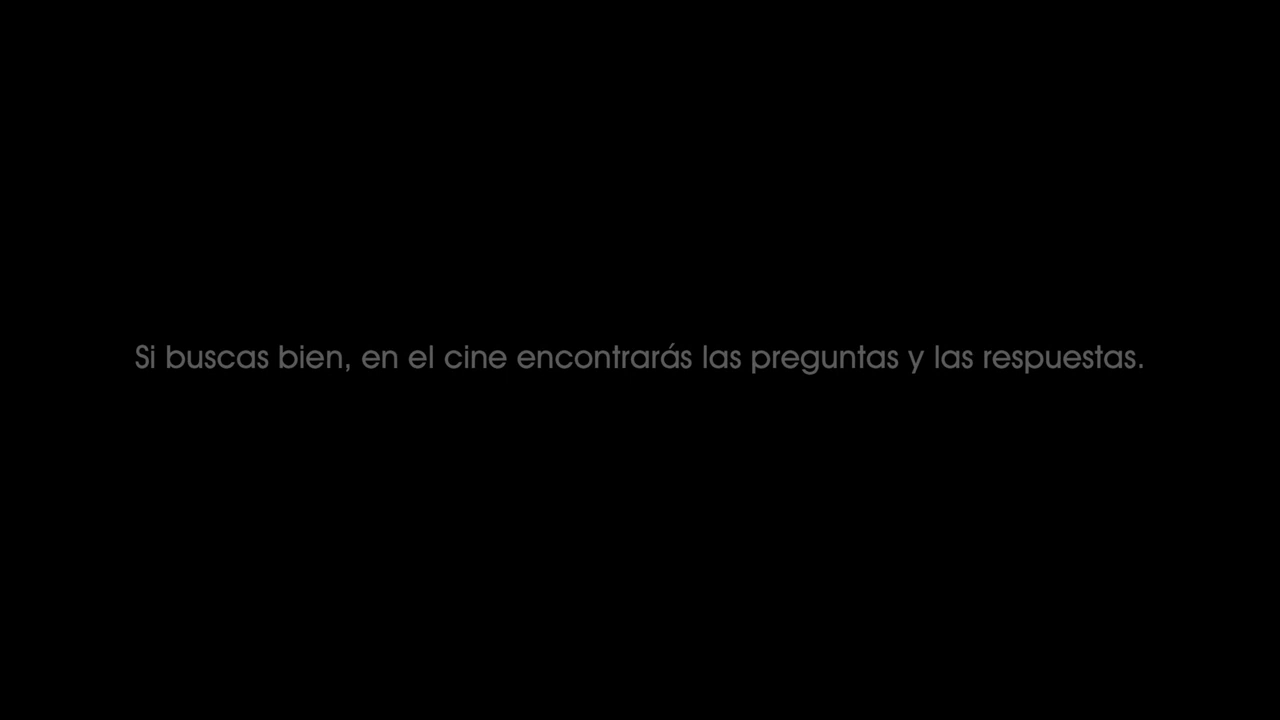 Si buscas bien, en el cine encontrarás las preguntas y las respuestas.